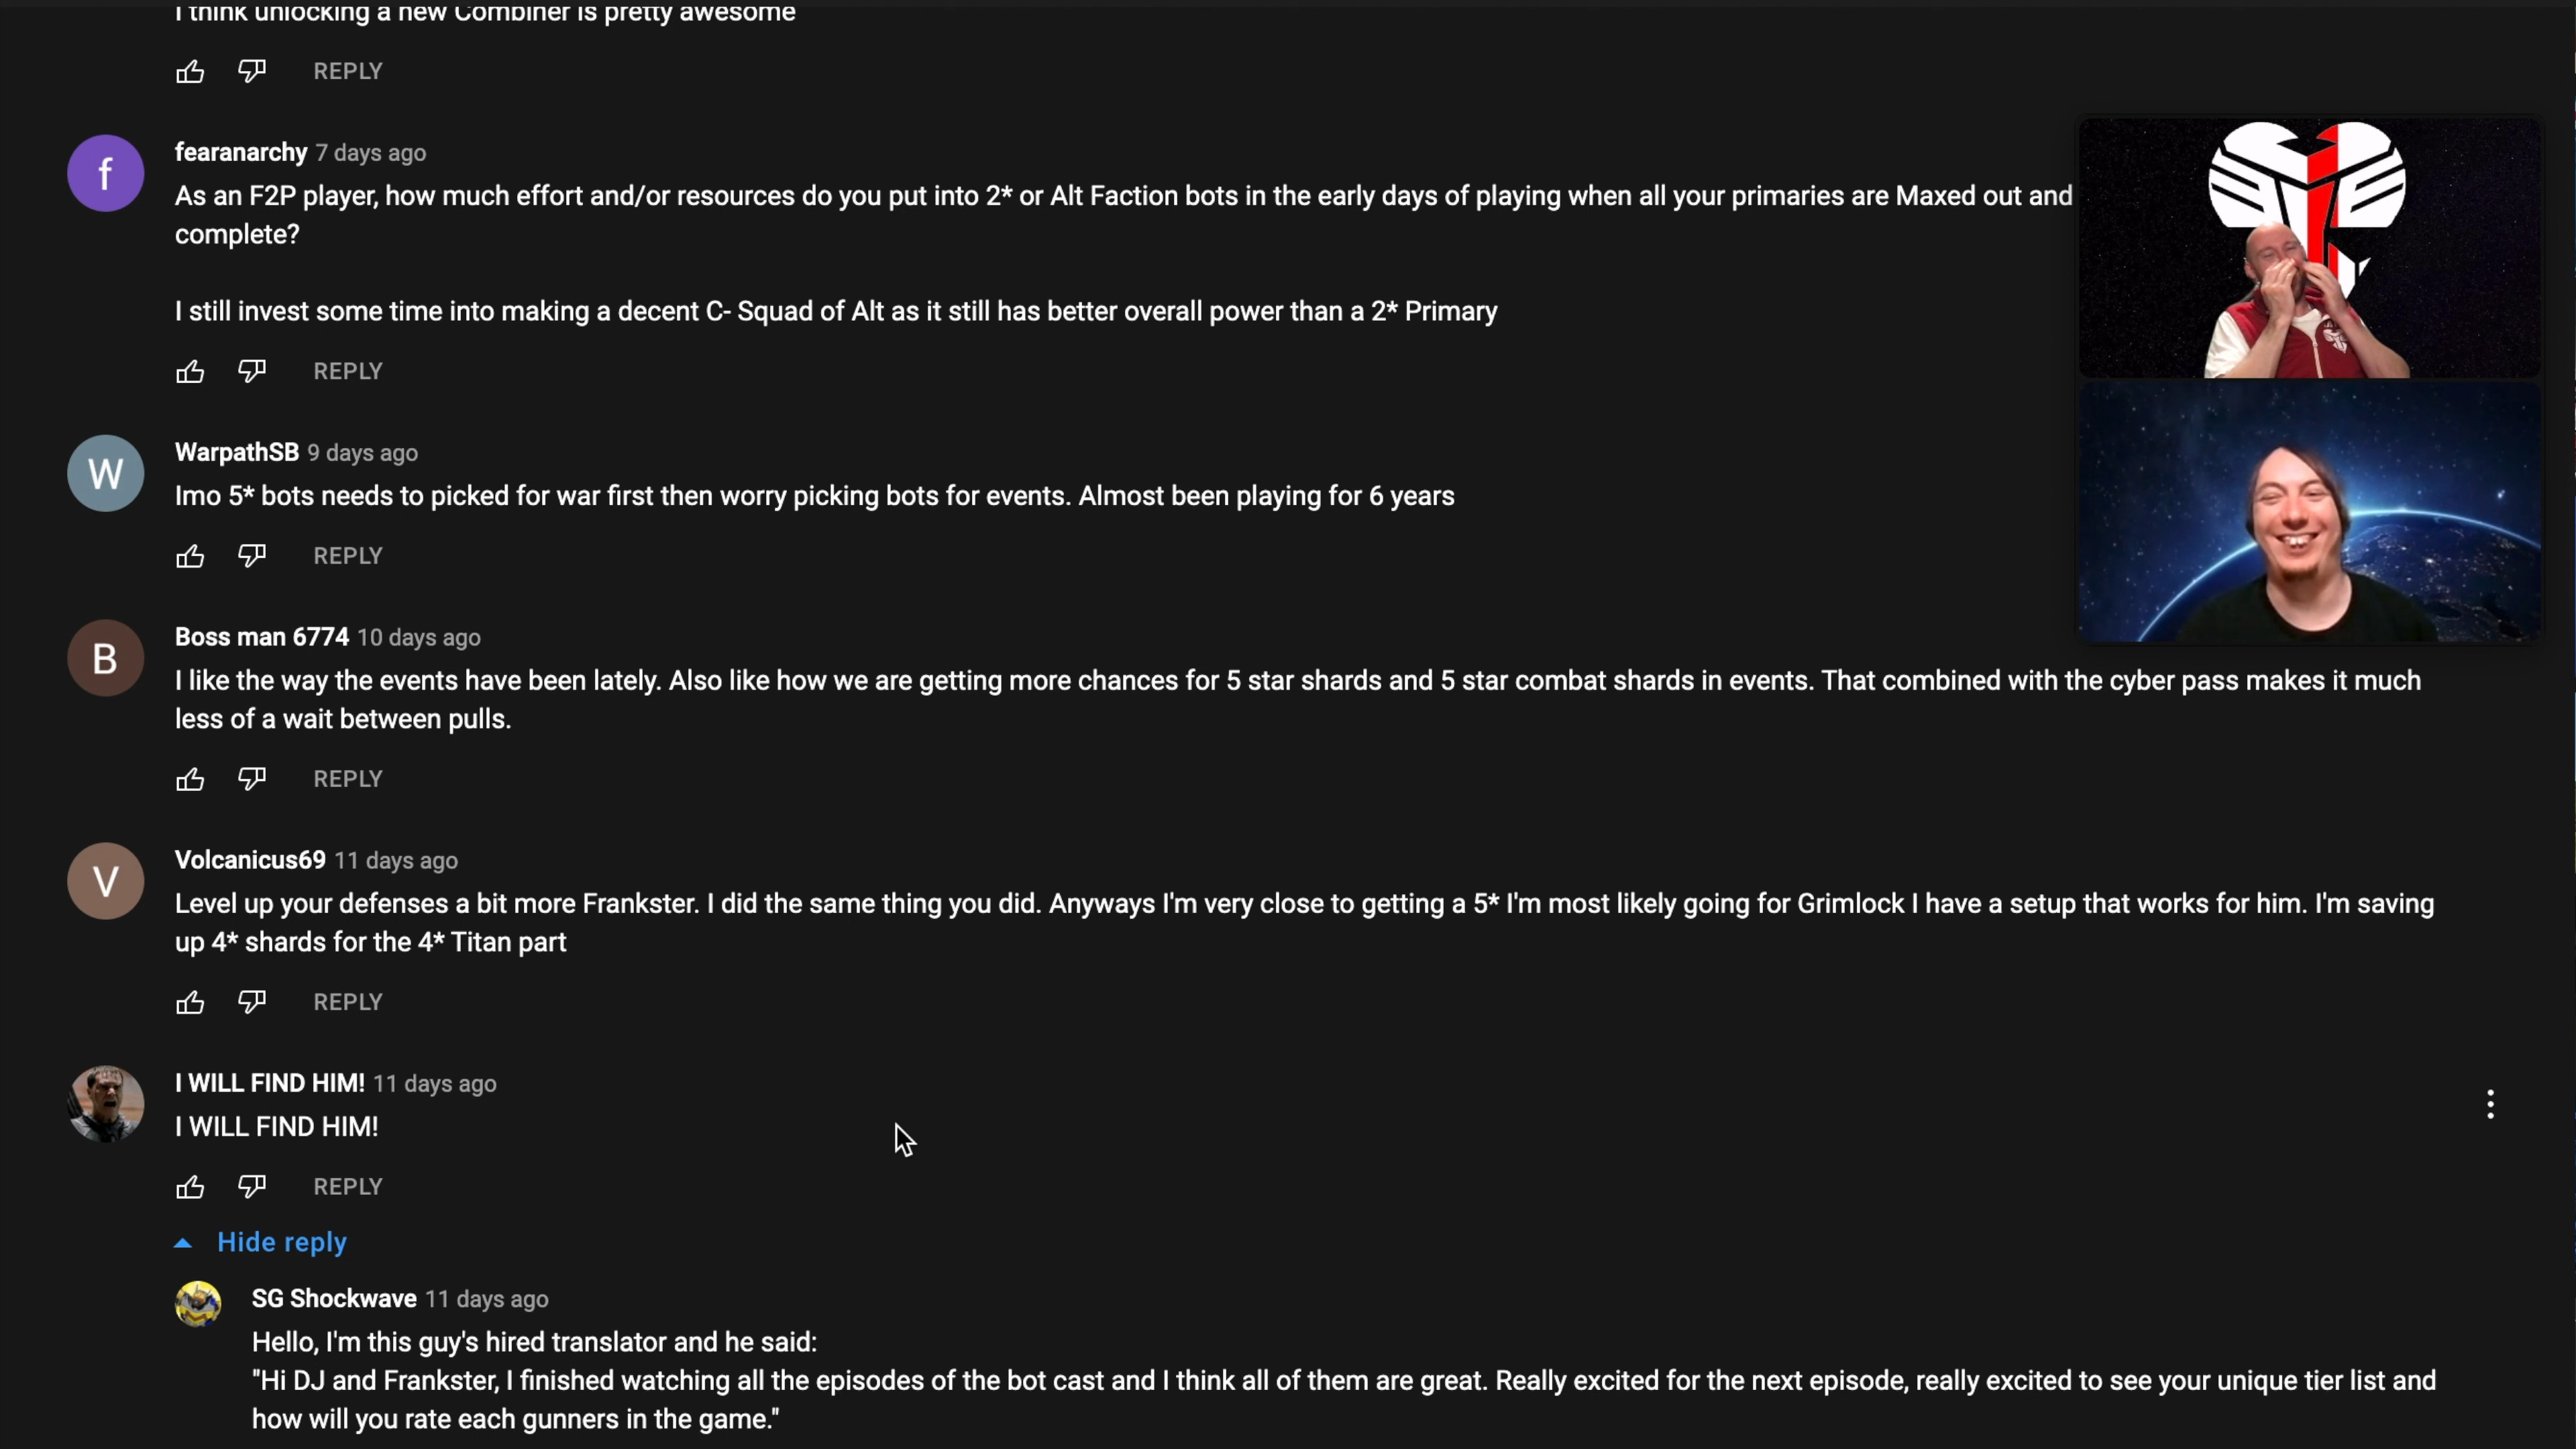 I think unlocking a new Combiner is pretty awesome
REPLY
f
fearanarchy 7 days ago
As an F2P player, how much effort and/or resources do you put into 2* or Alt Faction bots in the early days of playing when all your primaries are Maxed out and
complete?
I still invest some time into making a decent C- Squad of Alt as it still has better overall power than a 2* Primary
REPLY
W
WarpathSB 9 days ago
Imo 5* bots needs to picked for war first then worry picking bots for events. Almost been playing for 6 years
REPLY
B
Boss man 6774 10 days ago
I like the way the events have been lately. Also like how we are getting more chances for 5 star shards and 5 star combat shards in events. That combined with the cyber pass makes it much
less of a wait between pulls.
REPLY
V
Volcanicus69 11 days ago
Level up your defenses a bit more Frankster. I did the same thing you did. Anyways I'm very close to getting a 5* I'm most likely going for Grimlock I have a setup that works for him. I'm saving
up 4* shards for the 4* Titan part
REPLY
I WILL FIND HIM! 11 days ago
I WILL FIND HIM!
REPLY
Hide reply
SG Shockwave 11 days ago
Hello, I'm this guy's hired translator and he said:
"Hi DJ and Frankster, I finished watching all the episodes of the bot cast and I think all of them are great. Really excited for the next episode, really excited to see your unique tier list and
how will you rate each gunners in the game."